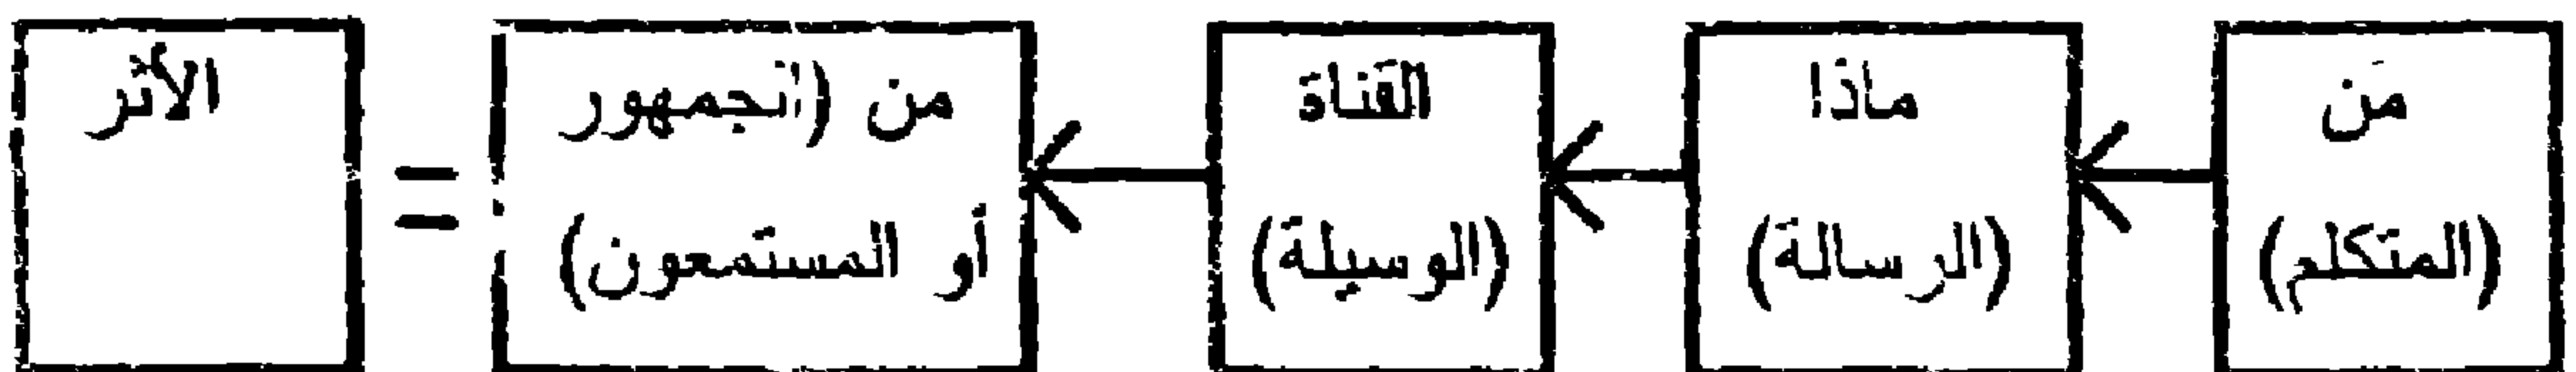 مَن
(المتكلم)
ماذا
(الرسالة)
القناة
(الوسيلة)
من (الجمهور
أو المستمعون)
=
الأثر